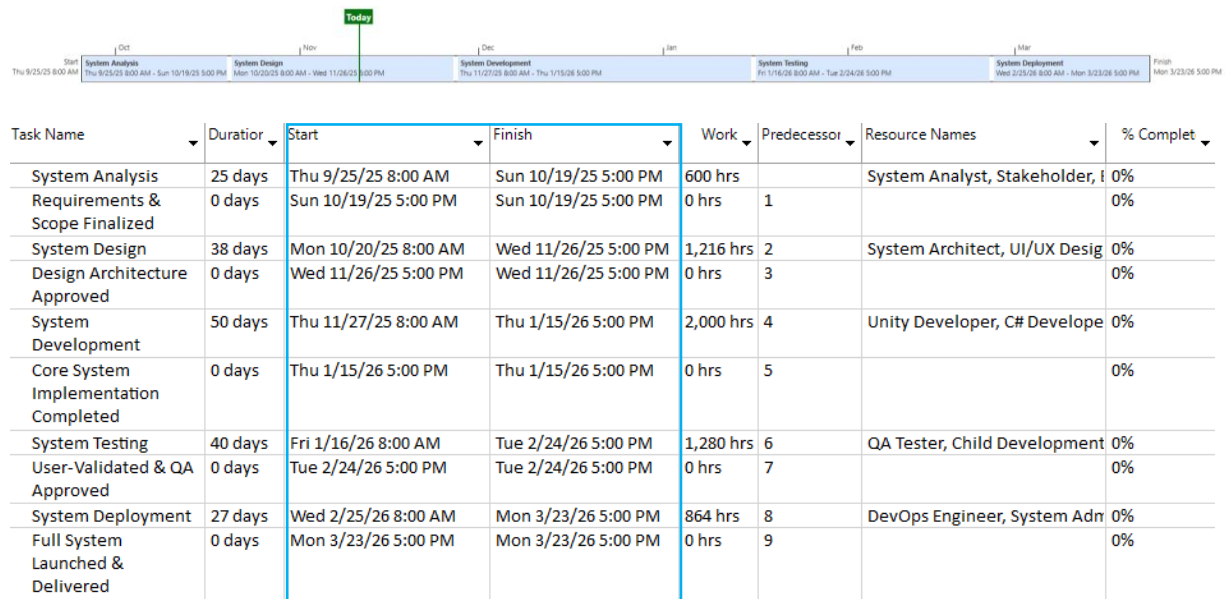 Today
Oct Nov Dec Jan Feb Mar
Start
Thu 9/25/25 8:00 AM
System Analysis
Thu 9/25/25 8:00 AM - Sun 10/19/25 5:00 PM
System Design
Mon 10/20/25 8:00 AM - Wed 11/26/25 5:00 PM
System Development
Thu 11/27/25 8:00 AM - Thu 1/15/26 5:00 PM
System Testing
Fri 1/16/26 8:00 AM - Tue 2/24/26 5:00 PM
System Deployment
Wed 2/25/26 8:00 AM - Mon 3/23/26 5:00 PM
Finish
Mon 3/23/26 5:00 PM
Task Name Duration Start Finish Work Predecessor Resource Names % Complet
System Analysis 25 days Thu 9/25/25 8:00 AM Sun 10/19/25 5:00 PM 600 hrs System Analyst, Stakeholder, 0%
Requirements & 0 days Sun 10/19/25 5:00 PM Sun 10/19/25 5:00 PM 0 hrs 1 0%
Scope Finalized
System Design 38 days Mon 10/20/25 8:00 AM Wed 11/26/25 5:00 PM 1,216 hrs 2 System Architect, UI/UX Desig 0%
Design Architecture 0 days Wed 11/26/25 5:00 PM Wed 11/26/25 5:00 PM 0 hrs 3 0%
Approved
System 50 days Thu 11/27/25 8:00 AM Thu 1/15/26 5:00 PM 2,000 hrs 4 Unity Developer, C# Develope 0%
Development
Core System 0 days Thu 1/15/26 5:00 PM Thu 1/15/26 5:00 PM 0 hrs 5 0%
Implementation
Completed
System Testing 40 days Fri 1/16/26 8:00 AM Tue 2/24/26 5:00 PM 1,280 hrs 6 QA Tester, Child Development 0%
User-Validated & QA 0 days Tue 2/24/26 5:00 PM Tue 2/24/26 5:00 PM 0 hrs 7 0%
Approved
System Deployment 27 days Wed 2/25/26 8:00 AM Mon 3/23/26 5:00 PM 864 hrs 8 DevOps Engineer, System Adm 0%
Full System 0 days Mon 3/23/26 5:00 PM Mon 3/23/26 5:00 PM 0 hrs 9 0%
Launched &
Delivered